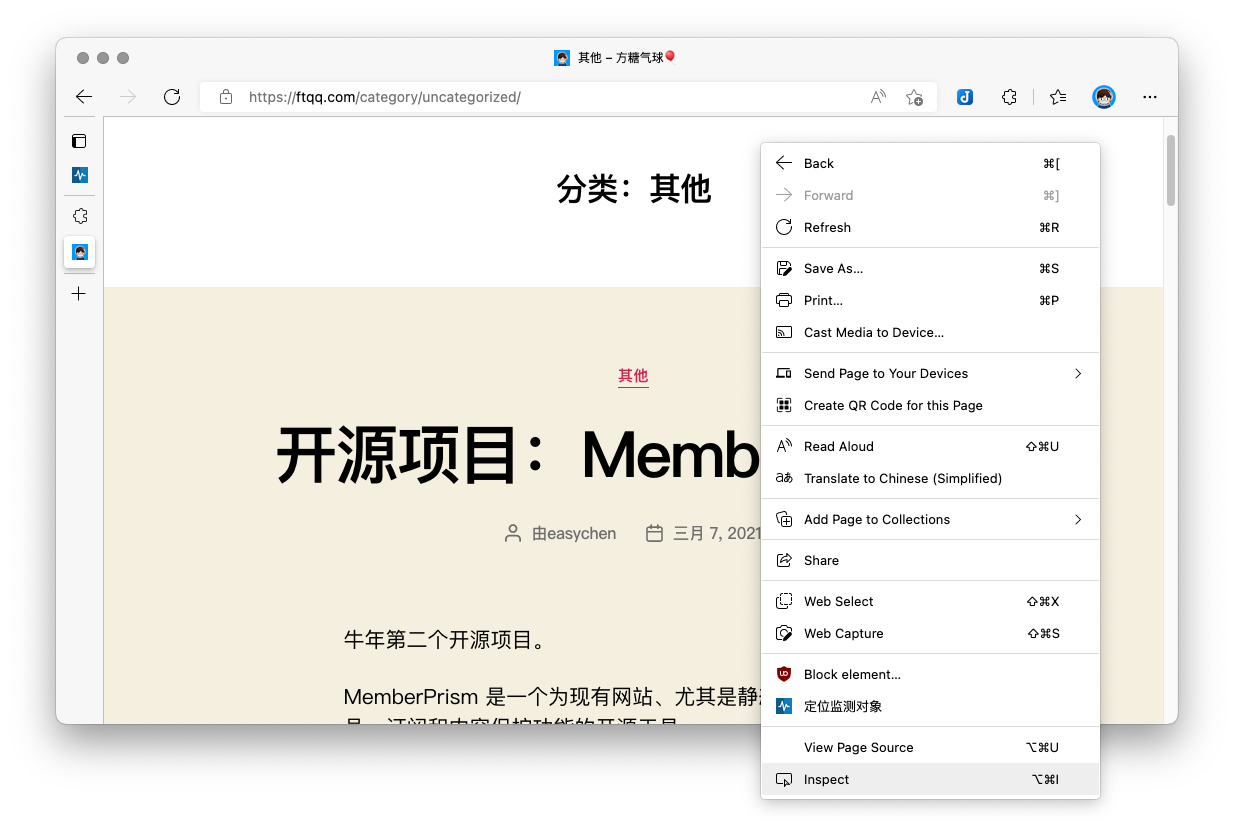 其他 – 方糖气球🎈
https://ftqq.com/category/uncategorized/
分类：其他
其他
开源项目：Memb
由easychen 三月 7, 2021
牛年第二个开源项目。
MemberPrism 是一个为现有网站、尤其是静
Back ⌘[
Forward ⌘]
Refresh ⌘R
Save As… ⌘S
Print… ⌘P
Cast Media to Device…
Send Page to Your Devices
Create QR Code for this Page
Read Aloud ⇧⌘U
Translate to Chinese (Simplified)
Add Page to Collections
Share
Web Select ⇧⌘X
Web Capture ⇧⌘S
Block element…
定位监测对象
View Page Source ⌥⌘U
Inspect ⌥⌘I